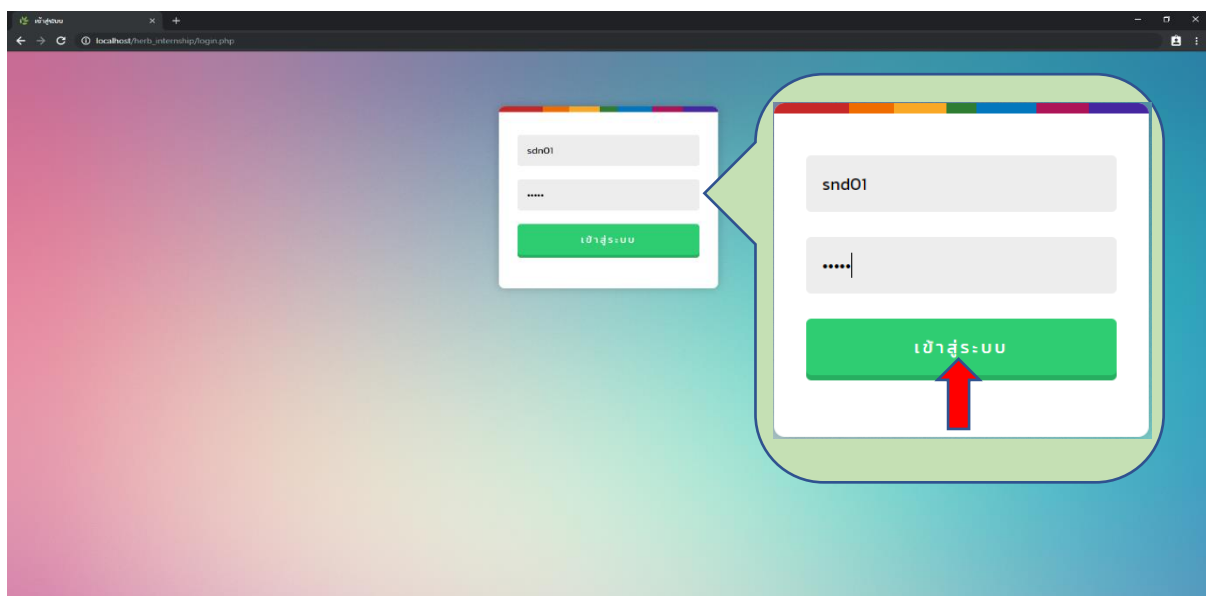 เข้าสู่ระบบ
localhost/herb_internship/login.php
sdn01
•••••
เข้าสู่ระบบ
snd01
•••••
เข้าสู่ระบบ